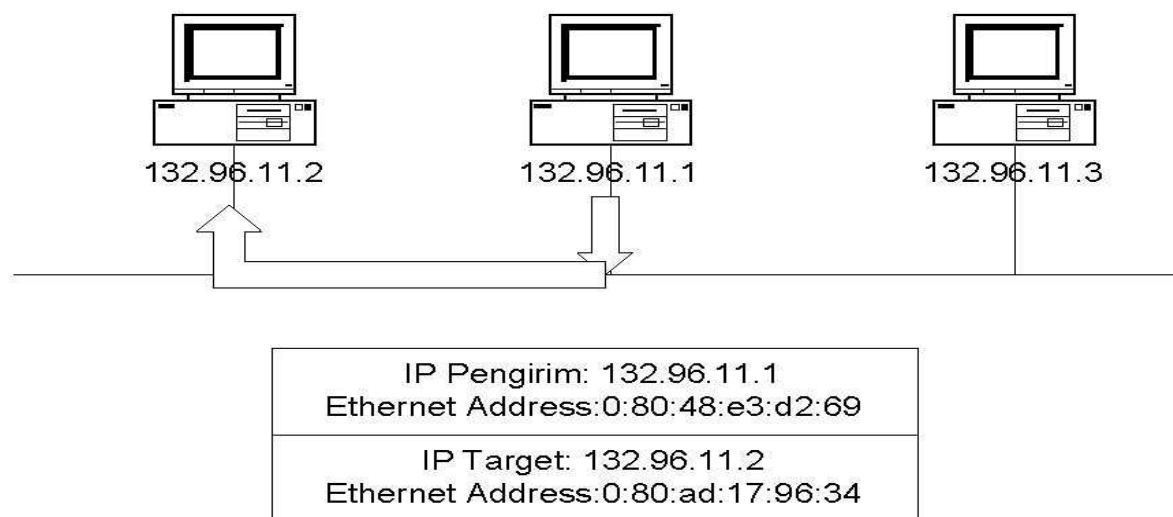 132.96.11.2
132.96.11.1
132.96.11.3
IP Pengirim: 132.96.11.1
Ethernet Address:0:80:48:e3:d2:69
IP Target: 132.96.11.2
Ethernet Address:0:80:ad:17:96:34